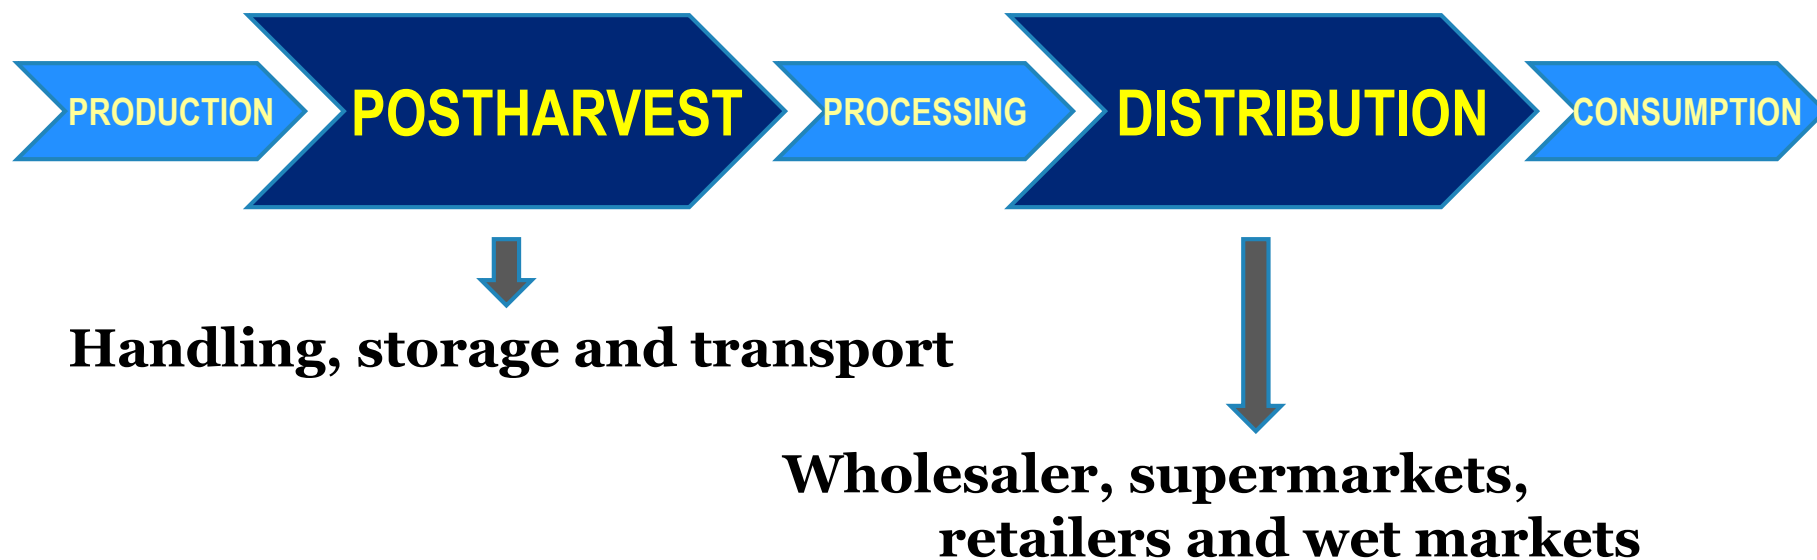 PRODUCTION
POSTHARVEST
PROCESSING
DISTRIBUTION
CONSUMPTION
Handling, storage and transport
Wholesaler, supermarkets,
retailers and wet markets